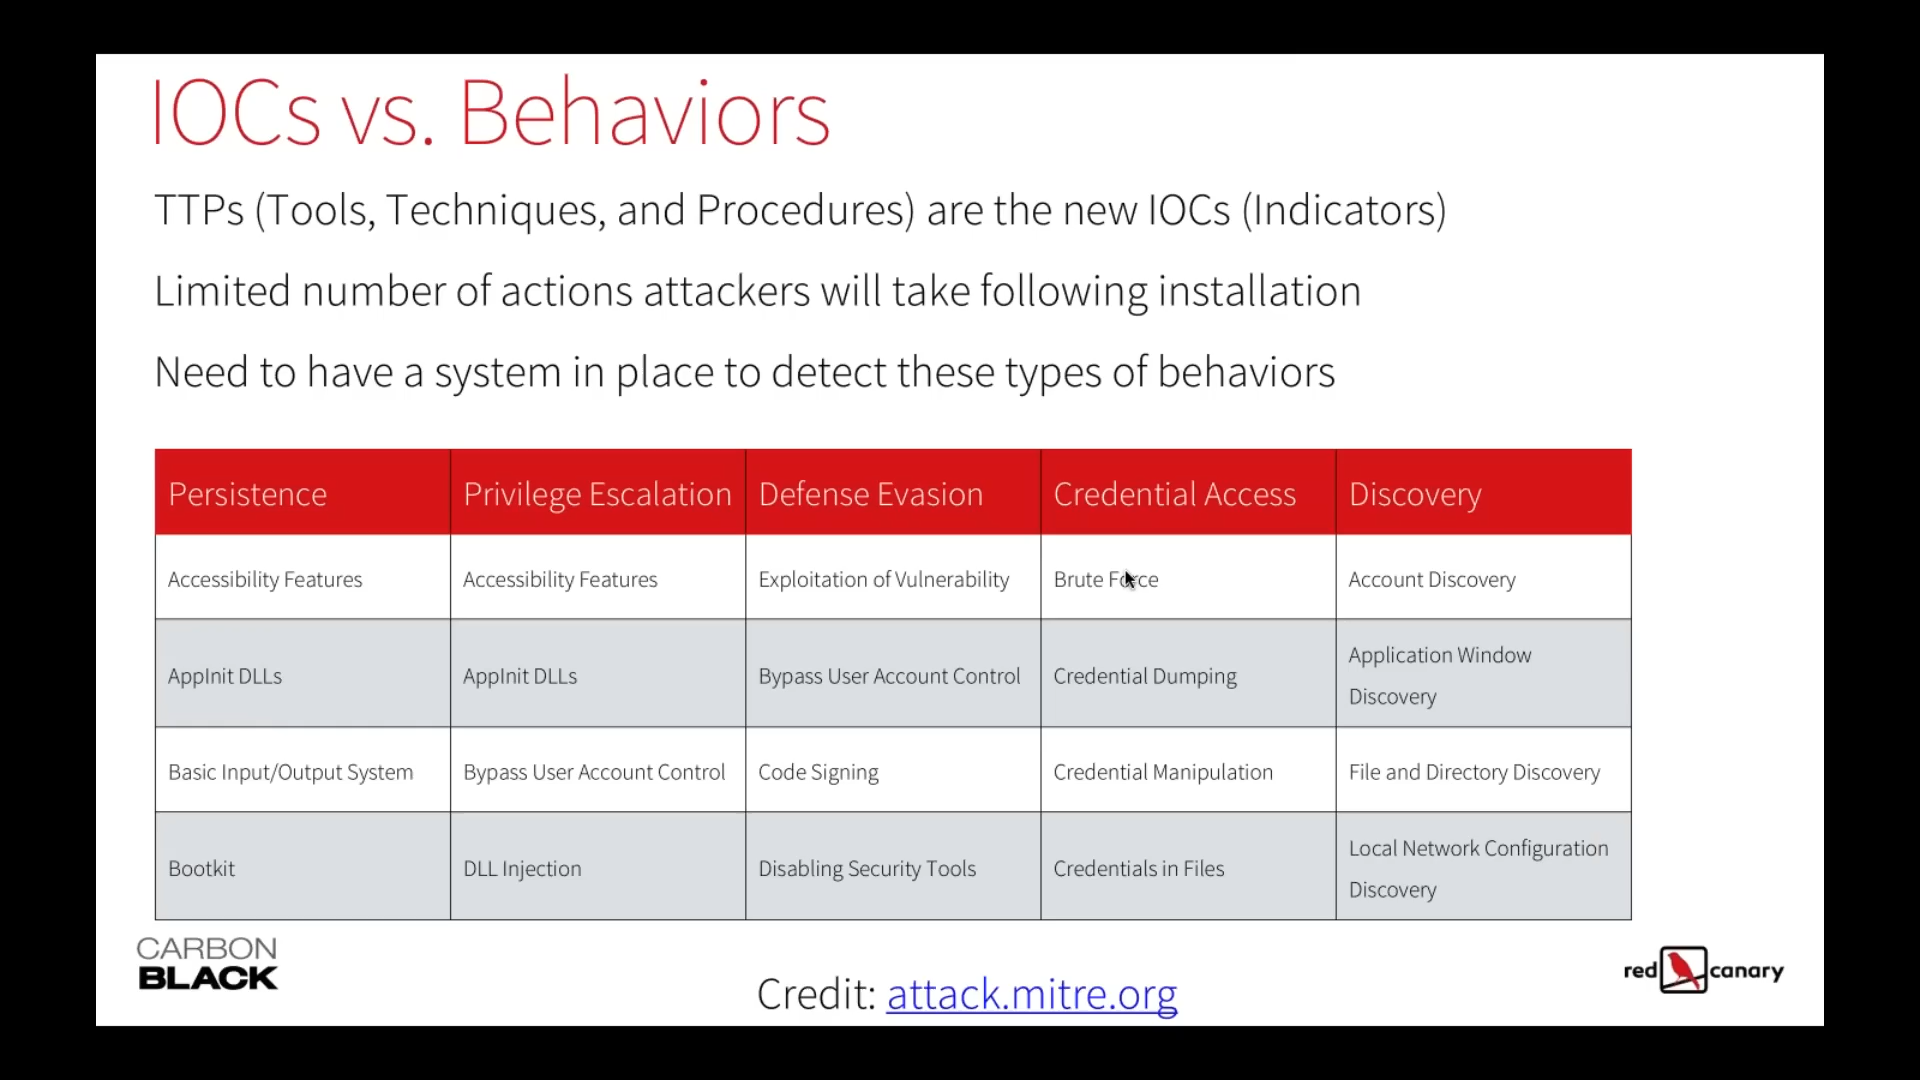 IOCs vs. Behaviors
TTPs (Tools, Techniques, and Procedures) are the new IOCs (Indicators)
Limited number of actions attackers will take following installation
Need to have a system in place to detect these types of behaviors
Persistence Privilege Escalation Defense Evasion Credential Access Discovery
Accessibility Features Accessibility Features Exploitation of Vulnerability Brute Force Account Discovery
AppInit DLLs AppInit DLLs Bypass User Account Control Credential Dumping Application Window
Discovery
Basic Input/Output System Bypass User Account Control Code Signing Credential Manipulation File and Directory Discovery
Bootkit DLL Injection Disabling Security Tools Credentials in Files Local Network Configuration
Discovery
CARBON
BLACK
Credit: attack.mitre.org
red canary